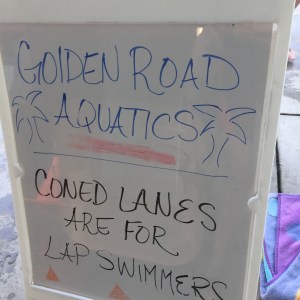 GOLDEN ROAD
AQUATICS
CONED LANES
ARE FOR
LAP SWIMMERS